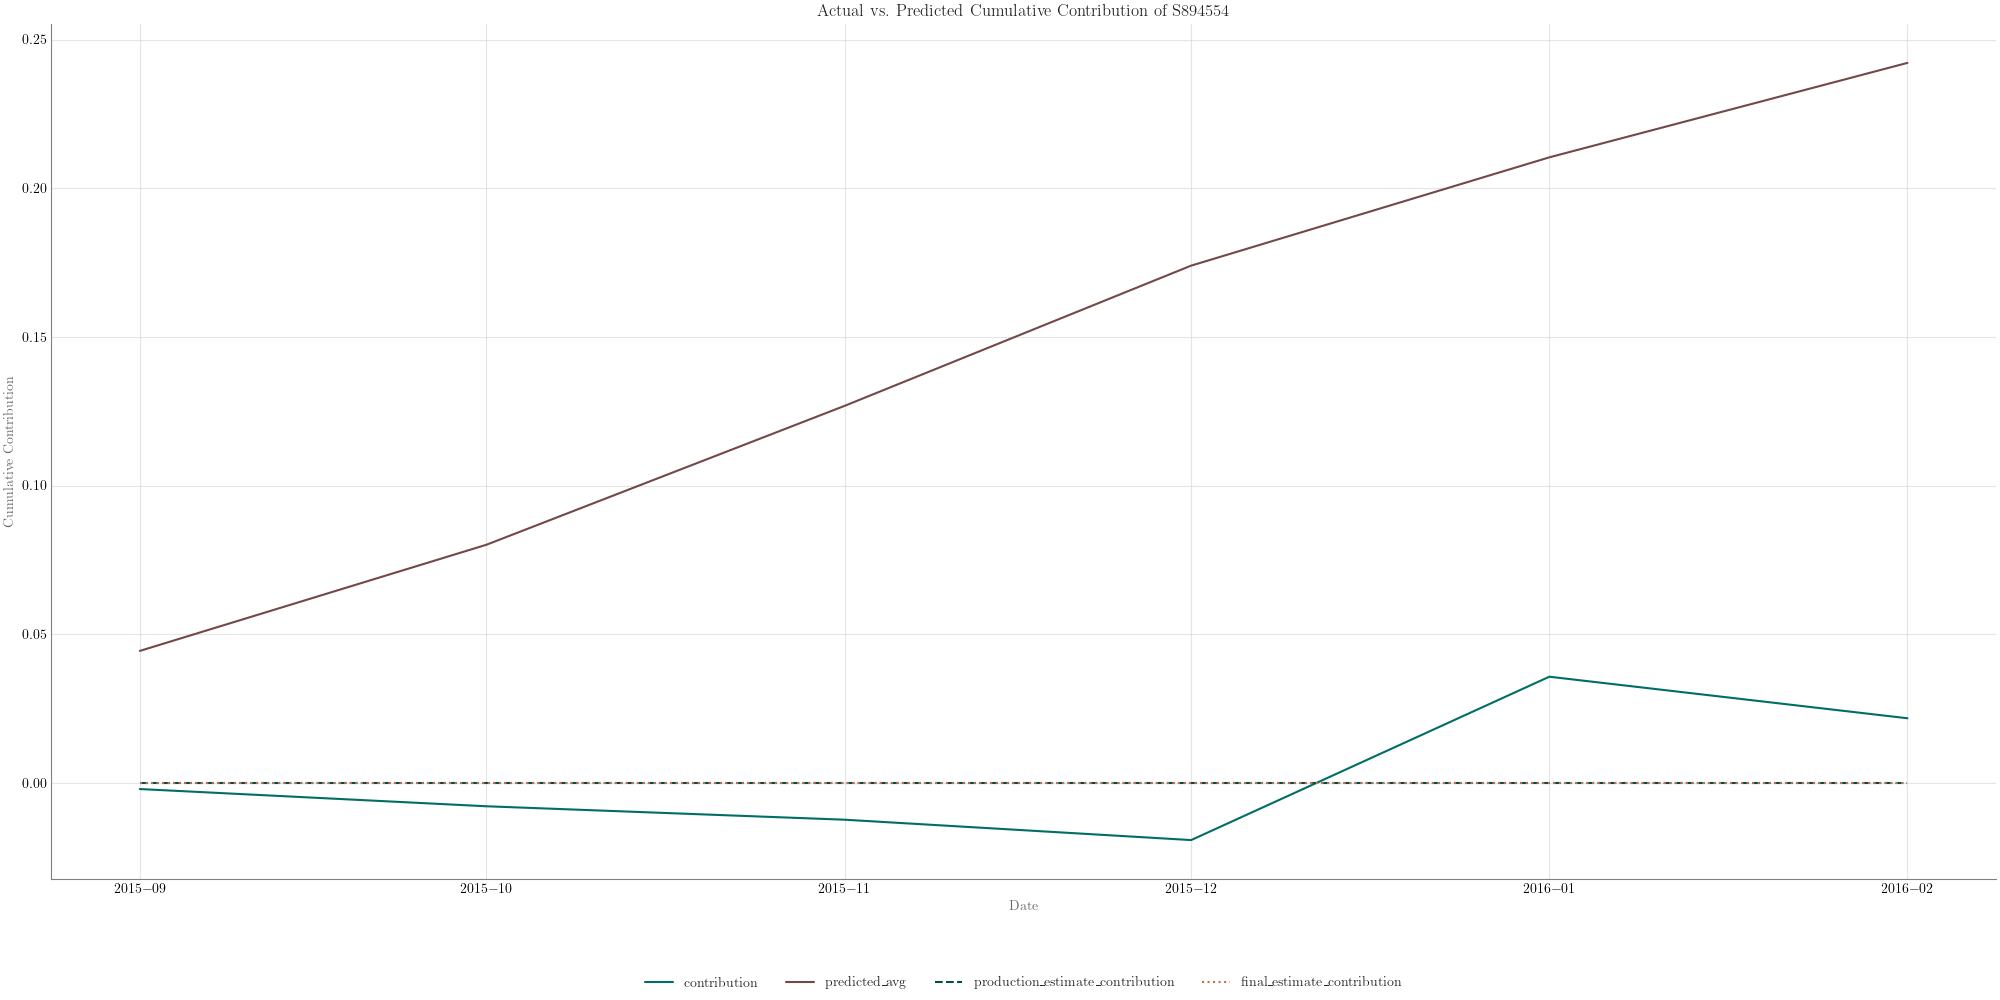 Actual vs. Predicted Cumulative Contribution of S894554
0.25
0.20
0.15
0.10
0.05
0.00
Cumulative Contribution
2015−09 2015−10 2015−11 2015−12 2016−01 2016−02
Date
contribution predicted_avg production_estimate_contribution final_estimate_contribution